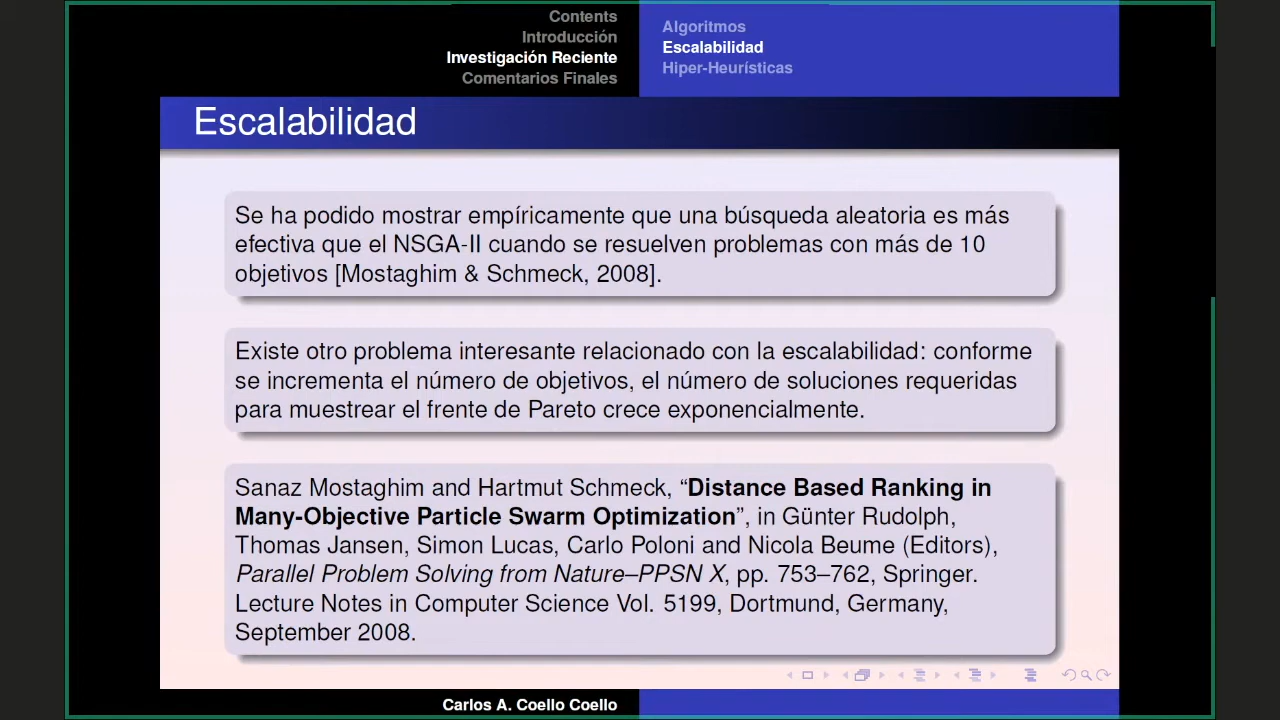 Contents
Introducción
Investigación Reciente
Comentarios Finales
Algoritmos
Escalabilidad
Hiper-Heurísticas
Escalabilidad
Se ha podido mostrar empíricamente que una búsqueda aleatoria es más
efectiva que el NSGA-II cuando se resuelven problemas con más de 10
objetivos [Mostaghim & Schmeck, 2008].
Existe otro problema interesante relacionado con la escalabilidad: conforme
se incrementa el número de objetivos, el número de soluciones requeridas
para muestrear el frente de Pareto crece exponencialmente.
Sanaz Mostaghim and Hartmut Schmeck, “Distance Based Ranking in
Many-Objective Particle Swarm Optimization”, in Günter Rudolph,
Thomas Jansen, Simon Lucas, Carlo Poloni and Nicola Beume (Editors),
Parallel Problem Solving from Nature–PPSN X, pp. 753–762, Springer.
Lecture Notes in Computer Science Vol. 5199, Dortmund, Germany,
September 2008.
Carlos A. Coello Coello